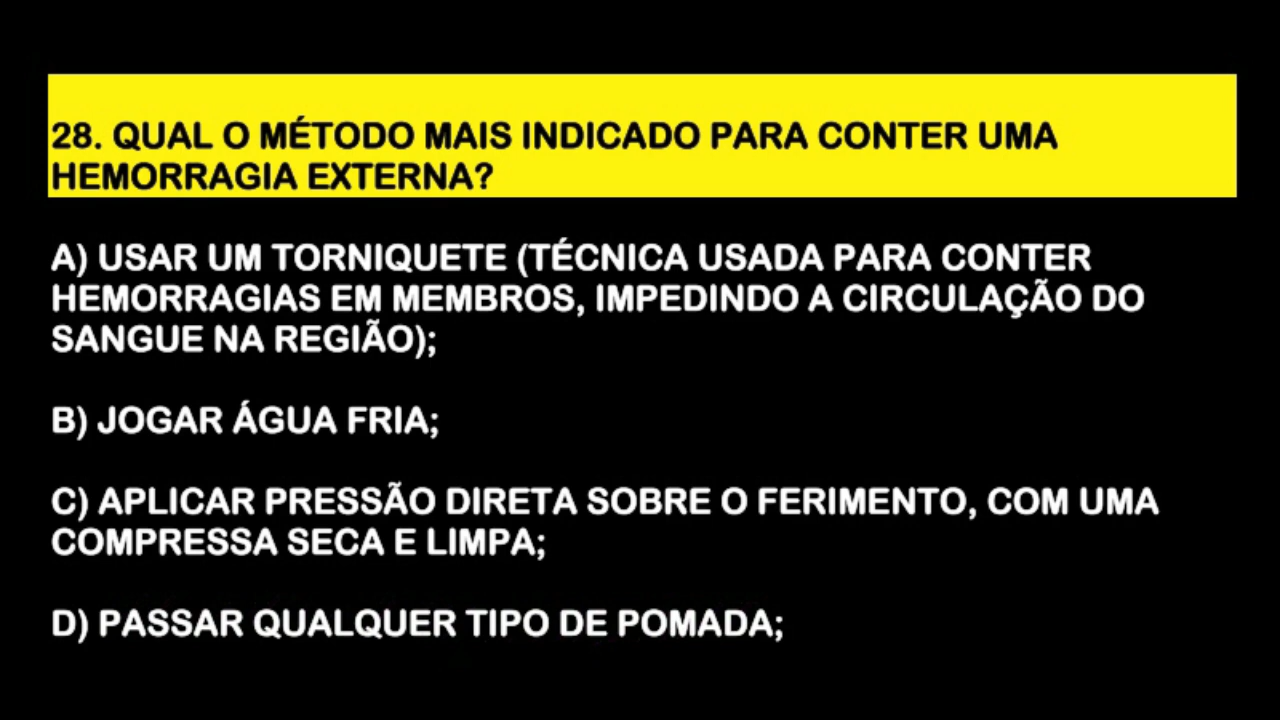 28. QUAL O MÉTODO MAIS INDICADO PARA CONTER UMA
HEMORRAGIA EXTERNA?
A) USAR UM TORNIQUETE (TÉCNICA USADA PARA CONTER
HEMORRAGIAS EM MEMBROS, IMPEDINDO A CIRCULAÇÃO DO
SANGUE NA REGIÃO);
B) JOGAR ÁGUA FRIA;
C) APLICAR PRESSÃO DIRETA SOBRE O FERIMENTO, COM UMA
COMPRESSA SECA E LIMPA;
D) PASSAR QUALQUER TIPO DE POMADA;